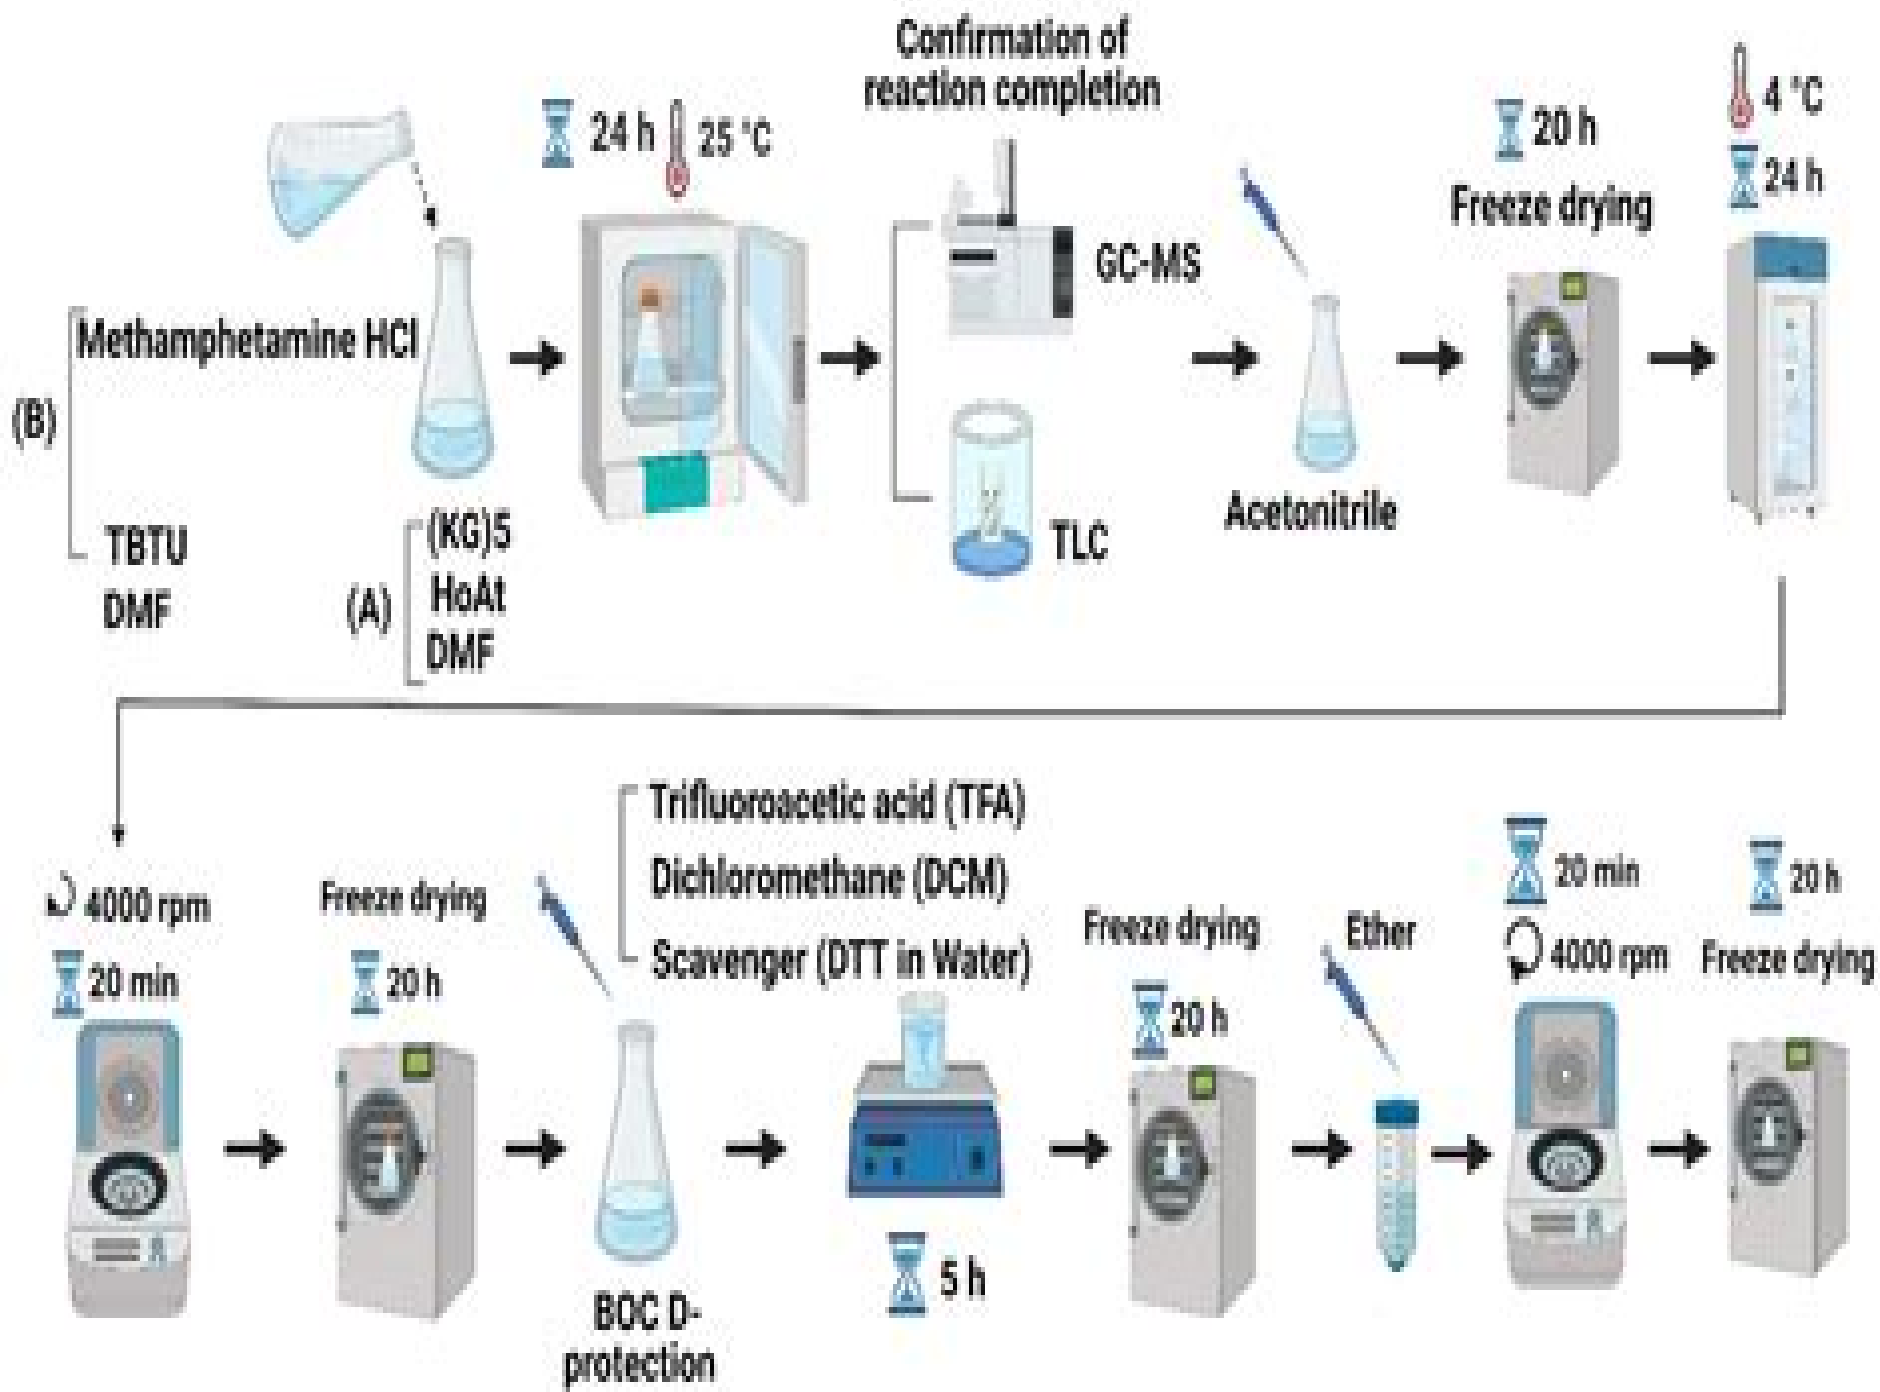 Confirmation of
reaction completion
24 h
25 °C
20 h
Freeze drying
4 °C
24 h
GC-MS
Methamphetamine HCl
(B)
TBTU
DMF
(A)
(KG)5
HoAt
DMF
TLC
Acetonitrile
Trifluoroacetic acid (TFA)
Dichloromethane (DCM)
Scavenger (DTT in Water)
4000 rpm
20 min
Freeze drying
20 h
BOC D-
protection
5 h
Freeze drying
20 h
Ether
20 min
4000 rpm
20 h
Freeze drying